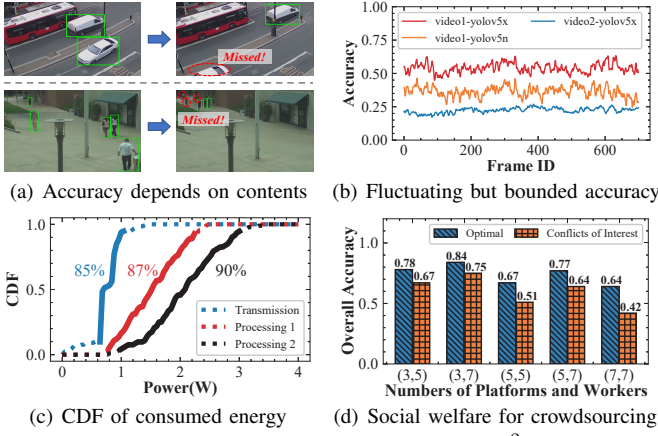 Missed!
Missed!
(a) Accuracy depends on contents
1.00
0.75
0.50
0.25
0.00
Accuracy
video1-yolov5x
video2-yolov5x
video1-yolov5n
0
200
400
600
Frame ID
(b) Fluctuating but bounded accuracy
1.0
0.5
0.0
CDF
85%
87%
90%
Transmission
Processing 1
Processing 2
0
1
2
3
4
Power(W)
(c) CDF of consumed energy
1.0
0.5
0.0
Overall Accuracy
Optimal
Conflicts of Interest
0.78
0.67
0.84
0.75
0.67
0.51
0.77
0.64
0.64
0.42
(3,5)
(3,7)
(5,5)
(5,7)
(7,7)
Numbers of Platforms and Workers
(d) Social welfare for crowdsourcing